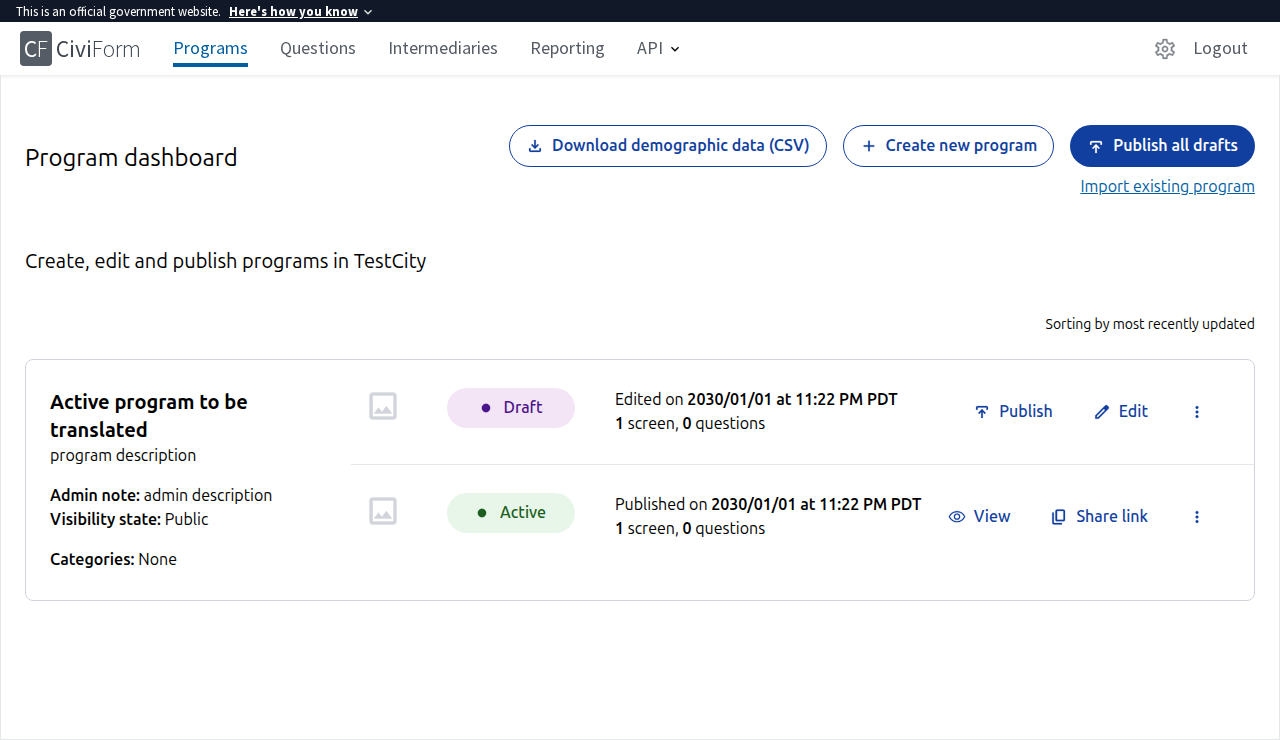 This is an official government website. Here's how you know
CF CiviForm Programs Questions Intermediaries Reporting API Logout
Program dashboard
Download demographic data (CSV) Create new program Publish all drafts
Import existing program
Create, edit and publish programs in TestCity
Sorting by most recently updated
Active program to be
translated
program description
Admin note: admin description
Visibility state: Public
Categories: None
Draft
Edited on 2030/01/01 at 11:22 PM PDT
1 screen, 0 questions
Publish Edit
Active
Published on 2030/01/01 at 11:22 PM PDT
1 screen, 0 questions
View Share link